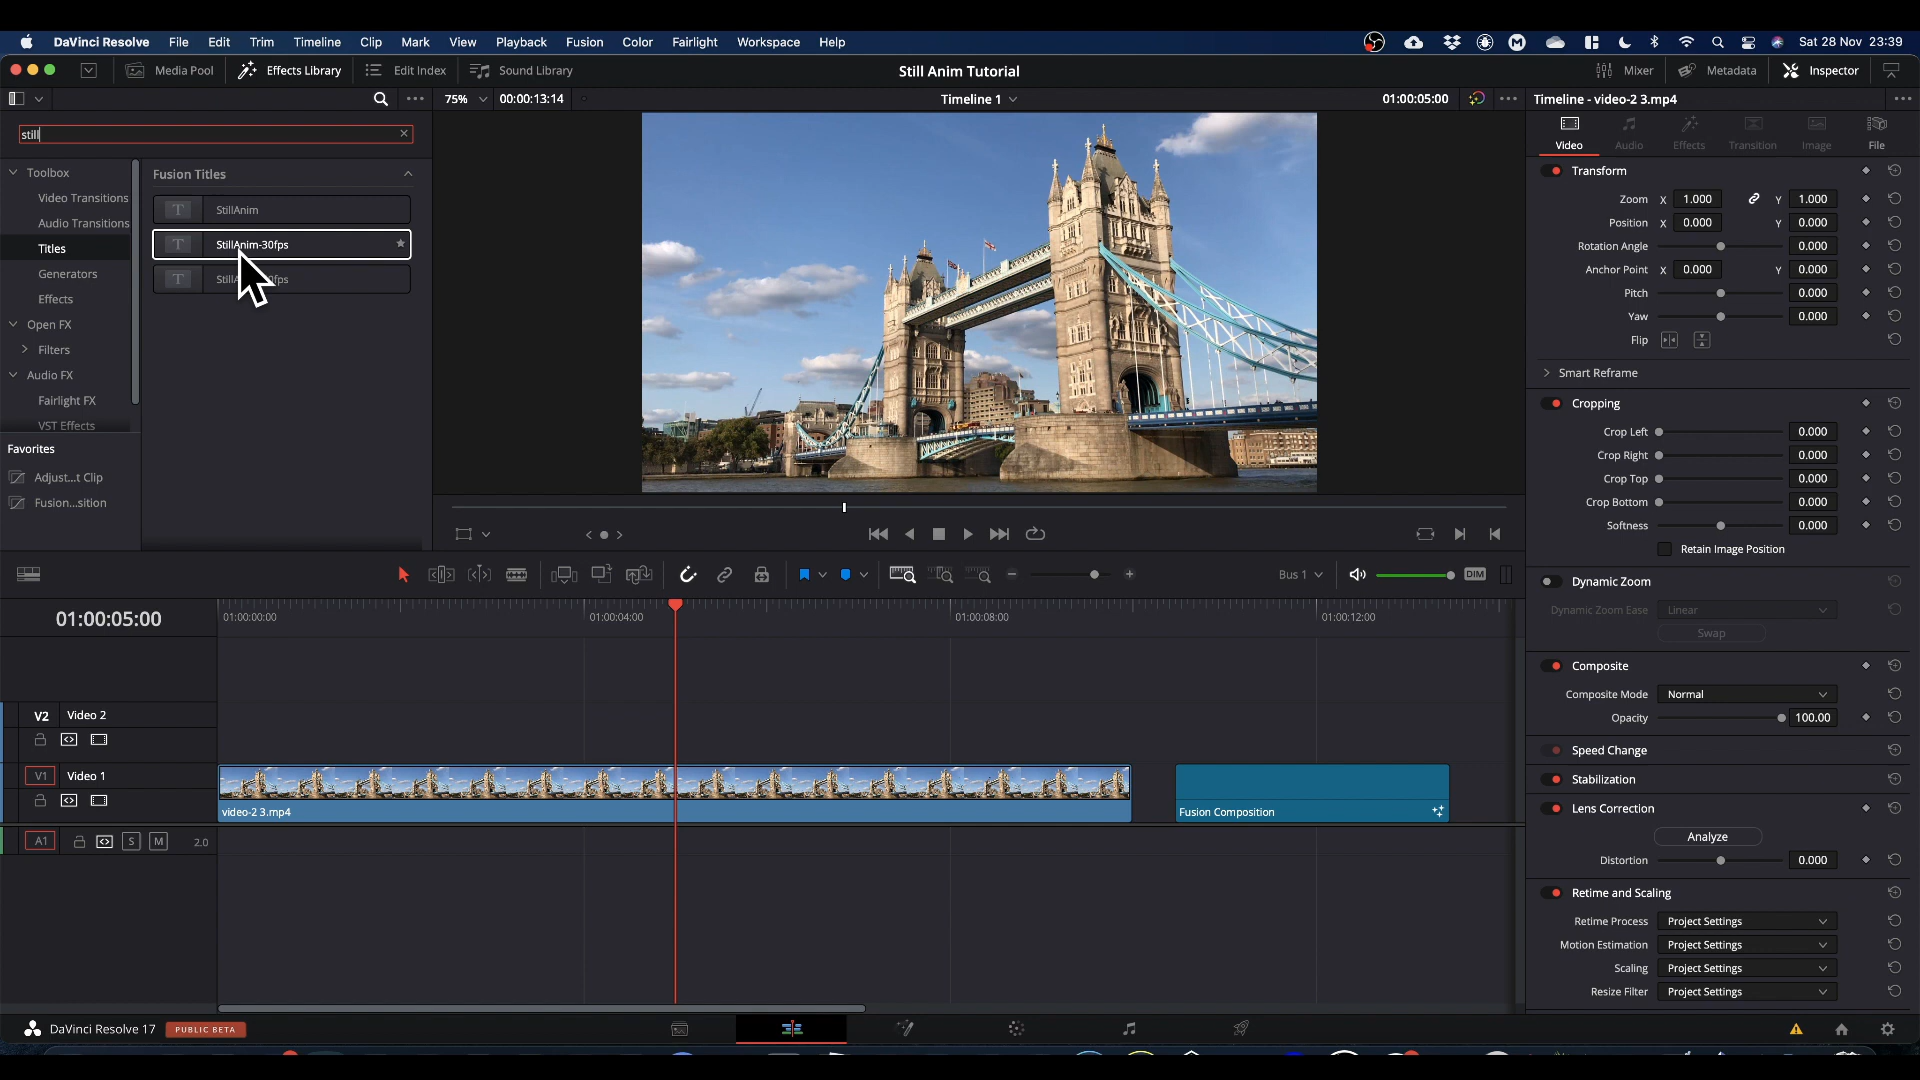 DaVinci Resolve File Edit Trim Timeline Clip Mark View Playback Fusion Color Fairlight Workspace Help Sat 28 Nov 23:39
Media Pool Effects Library Edit Index Sound Library Still Anim Tutorial Mixer Metadata Inspector
75% 00:00:13:14 Timeline 1 01:00:05:00 Timeline - video-2 3.mp4
still
Video Audio Effects Transition Image File
Toolbox
Video Transitions
Audio Transitions
Titles
Generators
Effects
Open FX
Filters
Audio FX
Fairlight FX
VST Effects
Favorites
Adjust...t Clip
Fusion...sition
Fusion Titles
T StillAnim
T StillAnim-30fps
T
Transform
Zoom X 1.000 Y 1.000
Position X 0.000 Y 0.000
Rotation Angle 0.000
Anchor Point X 0.000 Y 0.000
Pitch 0.000
Yaw 0.000
Flip
Smart Reframe
Cropping
Crop Left 0.000
Crop Right 0.000
Crop Top 0.000
Crop Bottom 0.000
Softness 0.000
Retain Image Position
Dynamic Zoom
Dynamic Zoom Ease Linear
Swap
Composite
Composite Mode Normal
Opacity 100.00
Speed Change
Stabilization
Lens Correction
Analyze
Distortion 0.000
Retime and Scaling
Retime Process Project Settings
Motion Estimation Project Settings
Scaling Project Settings
Resize Filter Project Settings
Bus 1 DIM
01:00:05:00 01:00:00:00 01:00:04:00 01:00:08:00 01:00:12:00
V2 Video 2
V1 Video 1
video-2 3.mp4 Fusion Composition
A1 S M 2.0
DaVinci Resolve 17 PUBLIC BETA